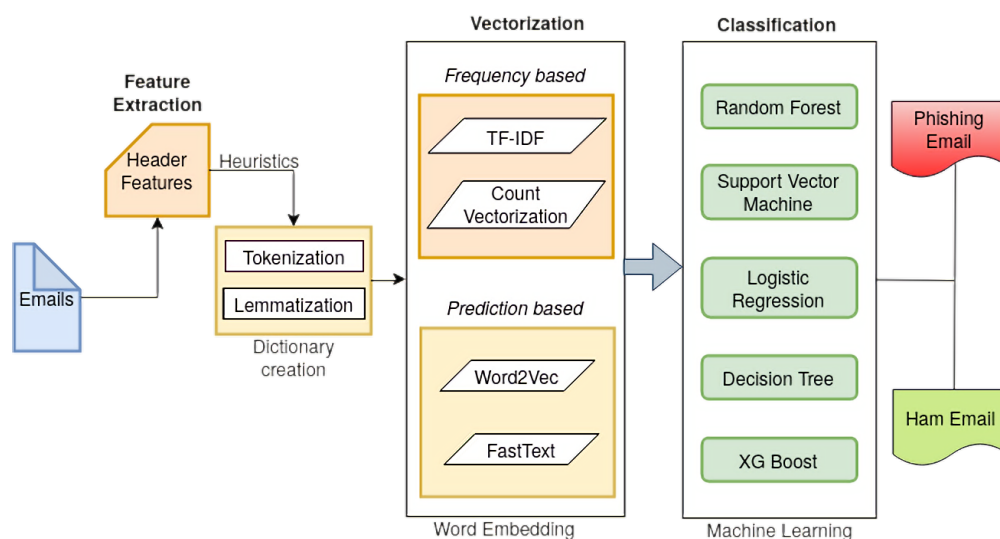 Feature
Extraction
Emails
Header
Features
Heuristics
Tokenization
Lemmatization
Dictionary
creation
Vectorization
Frequency based
TF-IDF
Count
Vectorization
Prediction based
Word2Vec
FastText
Word Embedding
Classification
Random Forest
Support Vector
Machine
Logistic
Regression
Decision Tree
XG Boost
Machine Learning
Phishing
Email
Ham Email